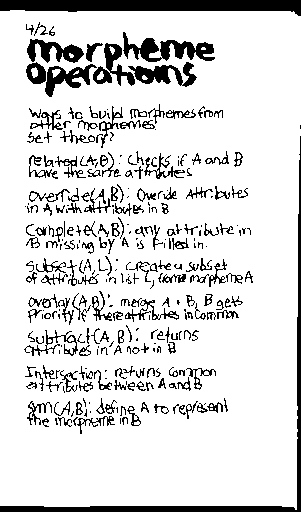 4/26
morpheme
operations
Ways to build morphemes from
other morphemes!
Set theory?
related(A,B): Checks if A and B
have the same attributes
override(A,B): Overide Attributes
in A with attributes in B
Complete(A,B): any attribute in
B missing by A is filled in.
subset(A,L): create a subset
of attributes in list L, from morpheme A
overlay(A,B): merge A + B, B gets
priority if there attributes in Common
subtract(A,B): returns
attributes in A not in B
Intersection: returns common
attributes between A and B
sym(A,B): define A to represent
the morpheme in B